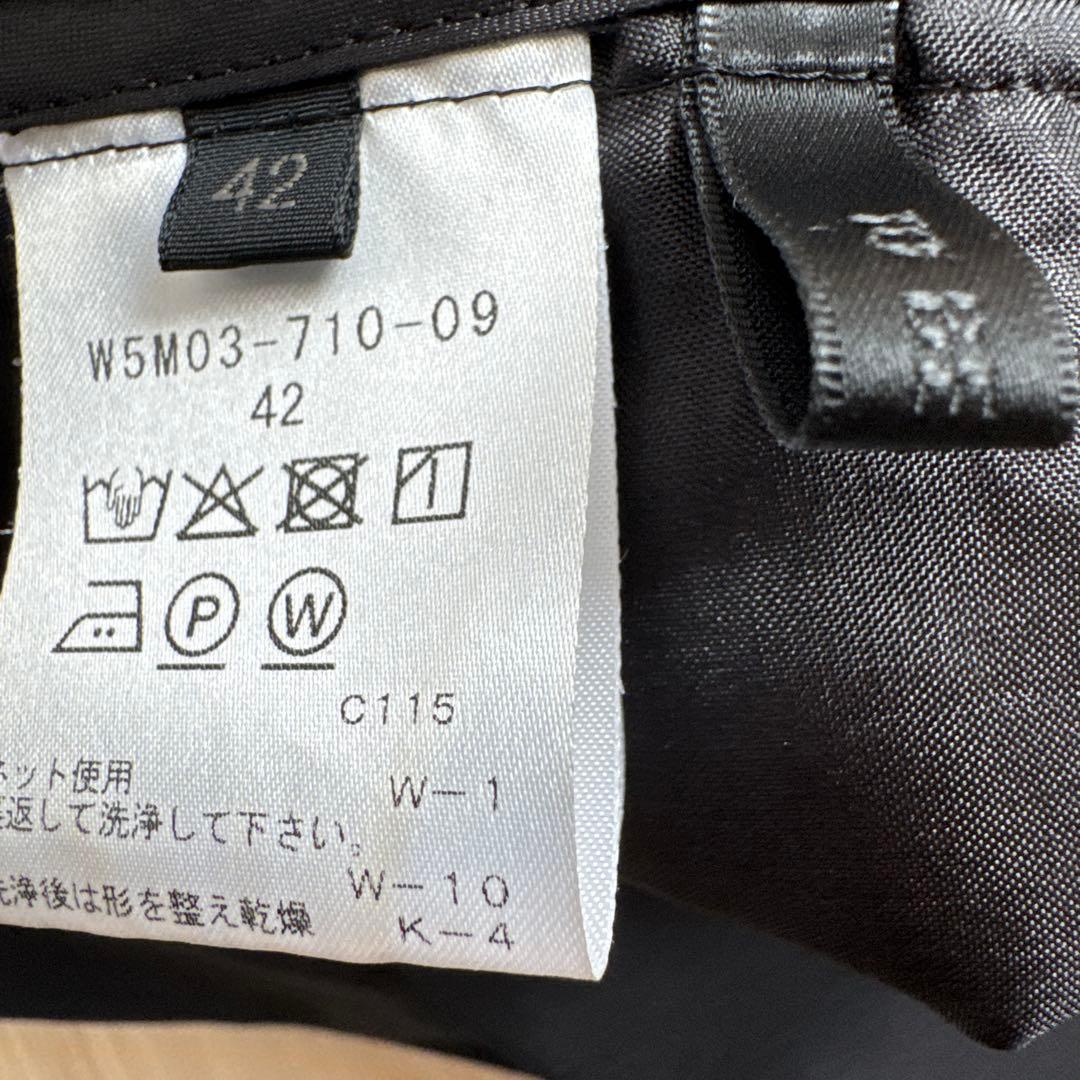 42
W5M03-710-09
42
P W
C115
ネット使用
W-1
裏返して洗浄して下さい。
洗浄後は形を整え乾燥
W-10
K-4